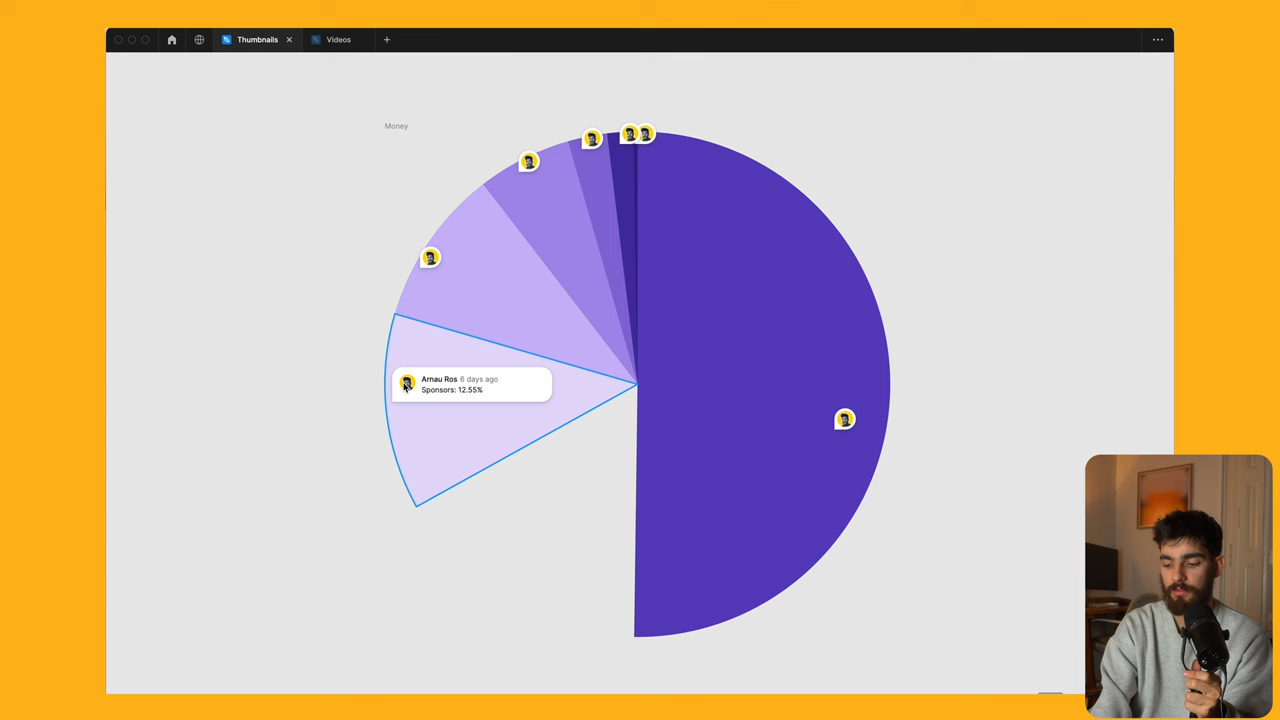 Thumbnails
Videos
Money
Arnau Ros 6 days ago
Sponsors: 12.55%